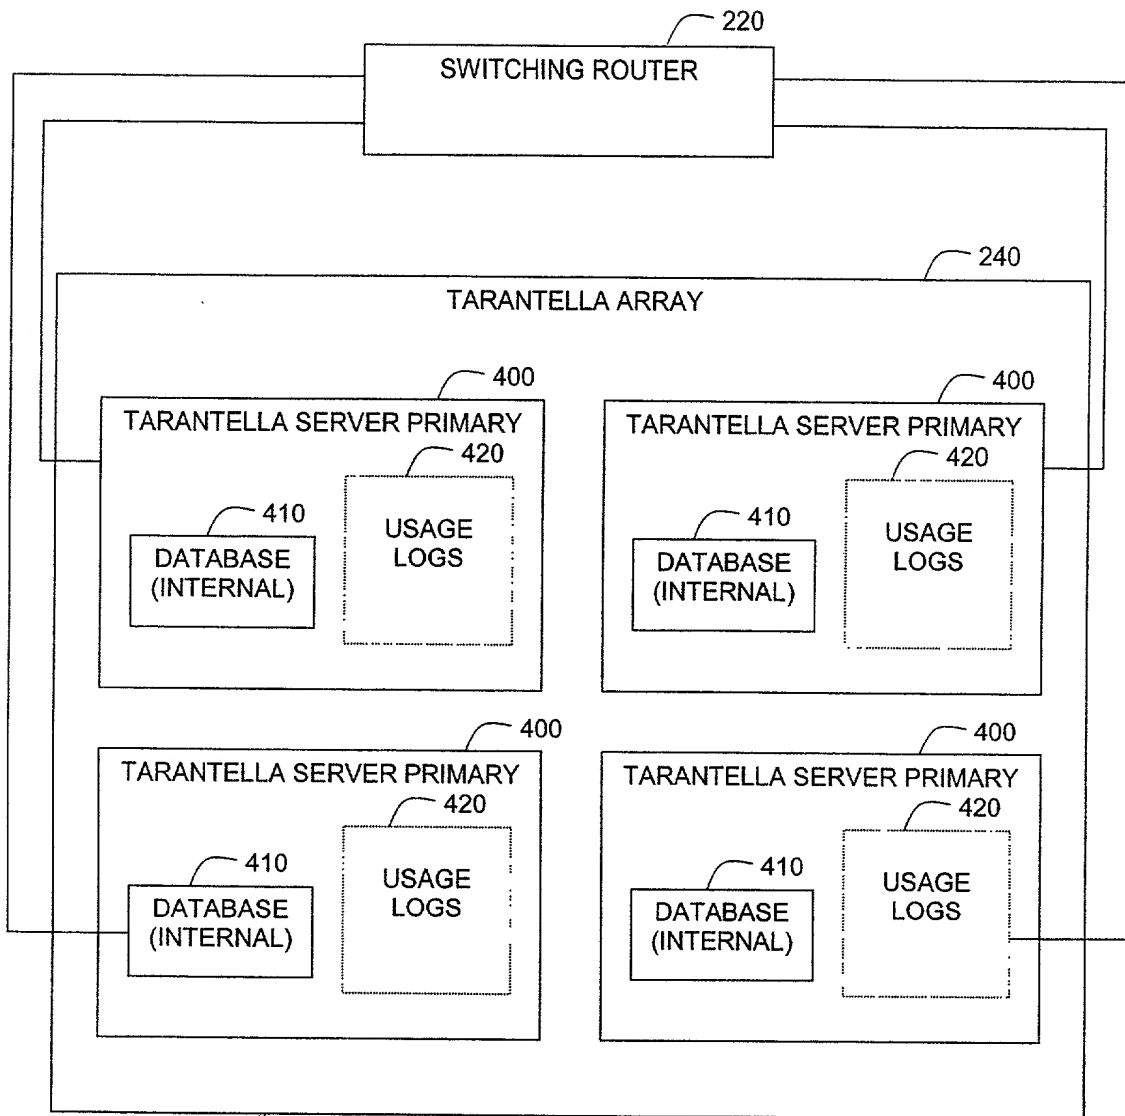 220
SWITCHING ROUTER
240
TARANTELLA ARRAY
400
TARANTELLA SERVER PRIMARY
420
USAGE
LOGS
410
DATABASE
(INTERNAL)
400
TARANTELLA SERVER PRIMARY
420
USAGE
LOGS
410
DATABASE
(INTERNAL)
400
TARANTELLA SERVER PRIMARY
420
USAGE
LOGS
410
DATABASE
(INTERNAL)
400
TARANTELLA SERVER PRIMARY
420
USAGE
LOGS
410
DATABASE
(INTERNAL)